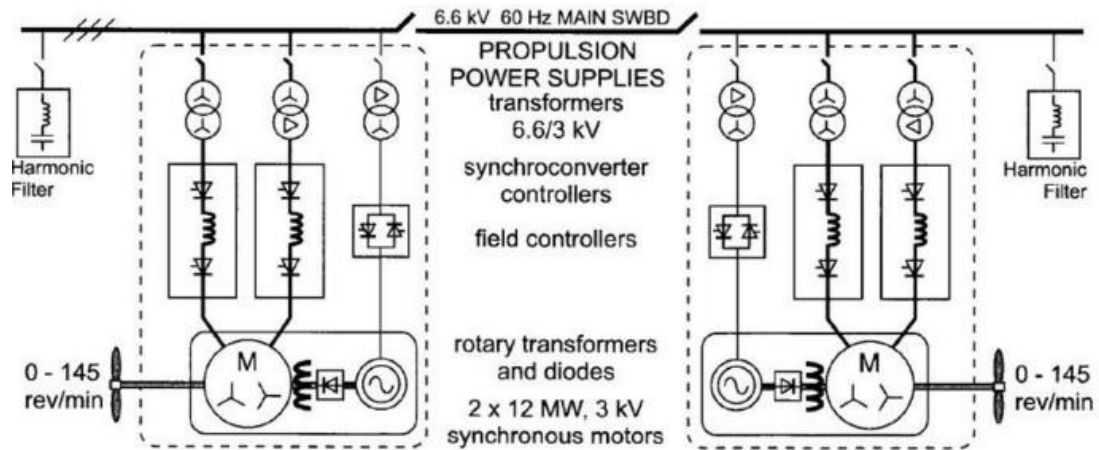 6.6 kV  60 Hz MAIN SWBD
PROPULSION
POWER SUPPLIES
transformers
6.6/3 kV
synchroconverter
controllers
field controllers
rotary transformers
and diodes
2 x 12 MW, 3 kV
synchronous motors
Harmonic
Filter
M
0 - 145
rev/min
Harmonic
Filter
M
0 - 145
rev/min